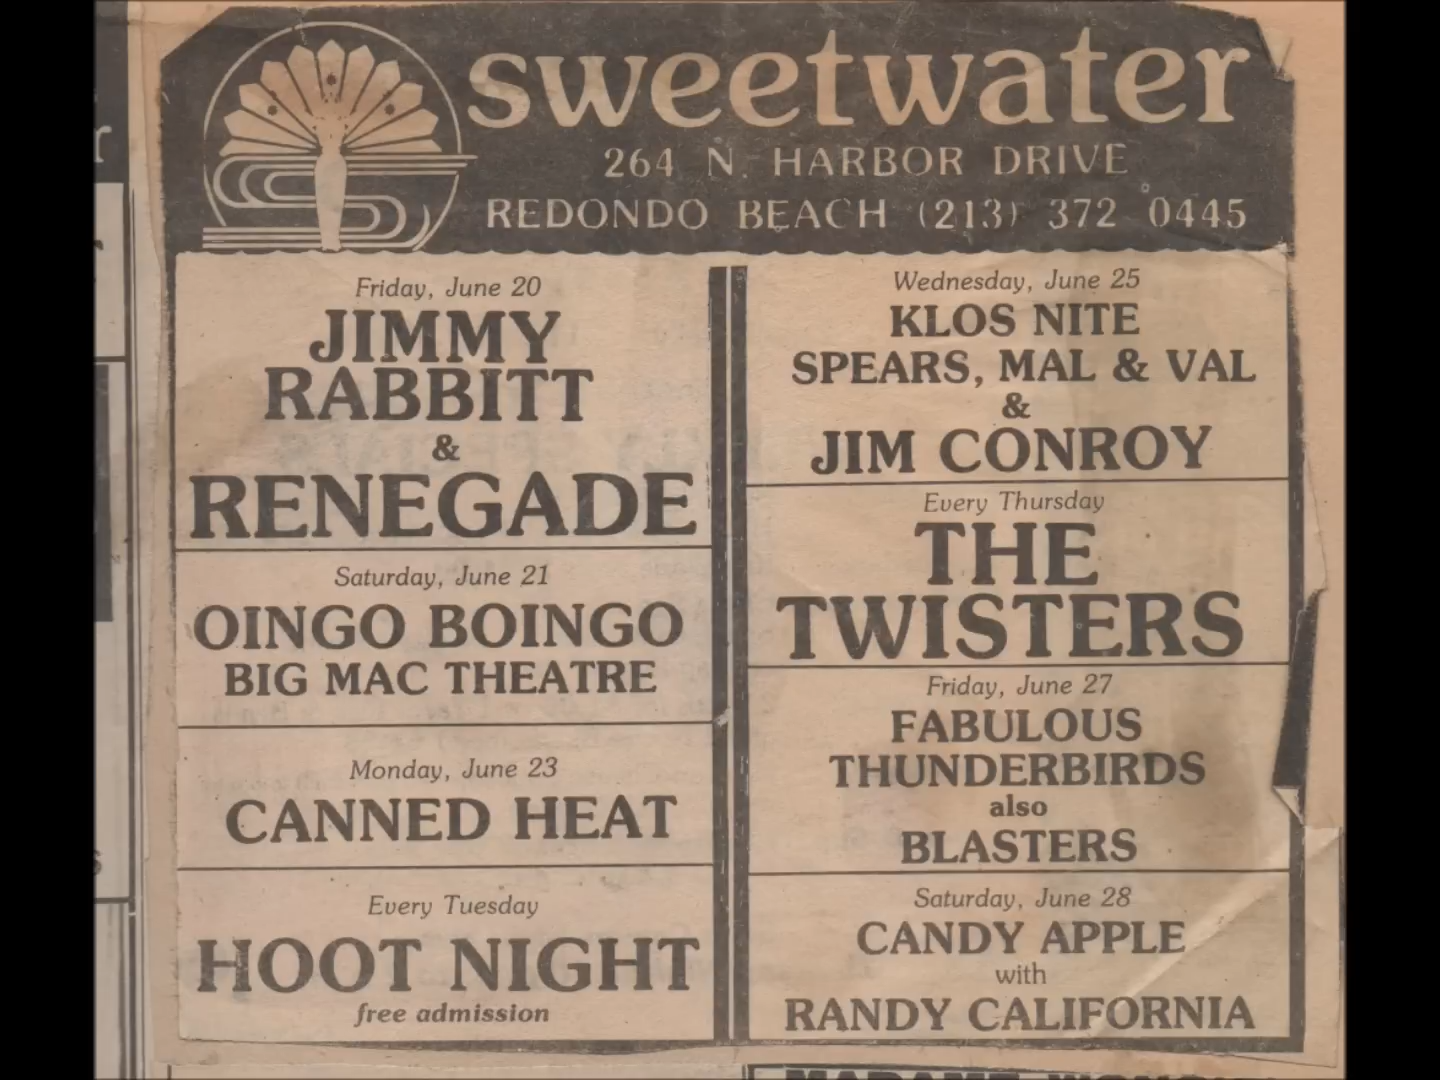 sweetwater
264 N. HARBOR DRIVE
REDONDO BEACH (213) 372 0445
Friday, June 20
JIMMY
RABBITT
&
RENEGADE
Saturday, June 21
OINGO BOINGO
BIG MAC THEATRE
Monday, June 23
CANNED HEAT
Every Tuesday
HOOT NIGHT
free admission
Wednesday, June 25
KLOS NITE
SPEARS, MAL & VAL
&
JIM CONROY
Every Thursday
THE
TWISTERS
Friday, June 27
FABULOUS
THUNDERBIRDS
also
BLASTERS
Saturday, June 28
CANDY APPLE
with
RANDY CALIFORNIA